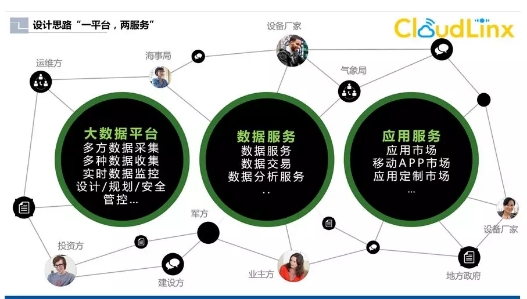 设计思路“一平台，两服务”
CloudLinx
设备厂家
海事局
运维方
气象局
大数据平台
多方数据采集
多种数据收集
实时数据监控
设计/规划/安全
管控...
数据服务
数据服务
数据交易
数据分析服务
..
应用服务
应用市场
移动APP市场
应用定制市场
...
军方
设备厂家
投资方
建设方
业主方
地方政府